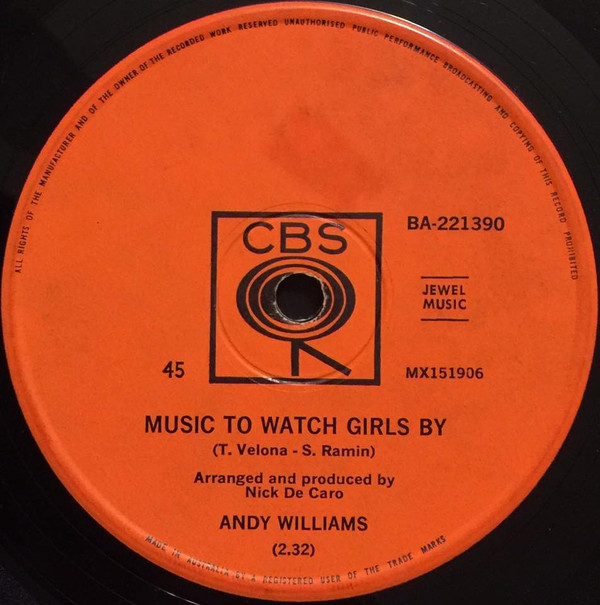 ALL RIGHTS OF THE MANUFACTURER AND OF THE OWNER OF THE RECORDED WORK RESERVED UNAUTHORISED PUBLIC PERFORMANCE BROADCASTING AND COPYING OF THIS RECORD PROHIBITED
CBS
BA-221390
JEWEL
MUSIC
45
MX151906
MUSIC TO WATCH GIRLS BY
(T. Velona - S. Ramin)
Arranged and produced by
Nick De Caro
ANDY WILLIAMS
(2.32)
MADE IN AUSTRALIA BY A REGISTERED USER OF THE TRADE MARKS